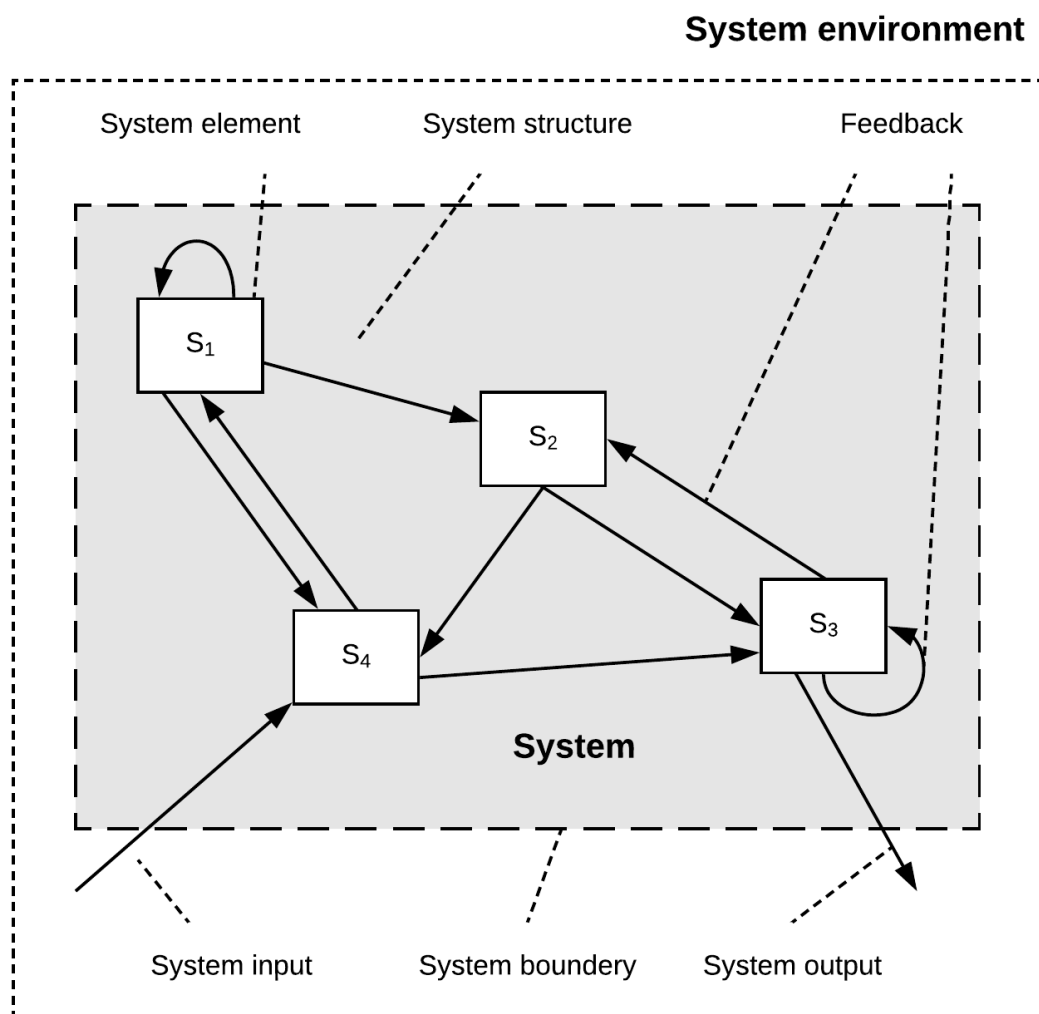 System environment
System element
System structure
Feedback
S₁
S₂
S₃
S₄
System
System input
System boundery
System output